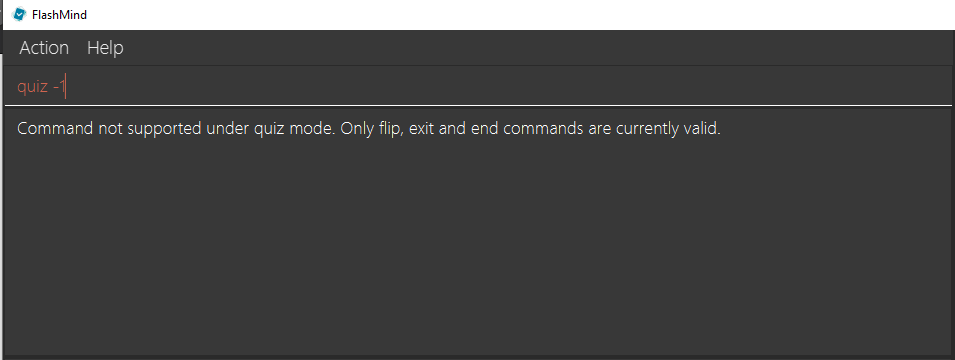 FlashMind
Action Help
quiz -1
Command not supported under quiz mode. Only flip, exit and end commands are currently valid.